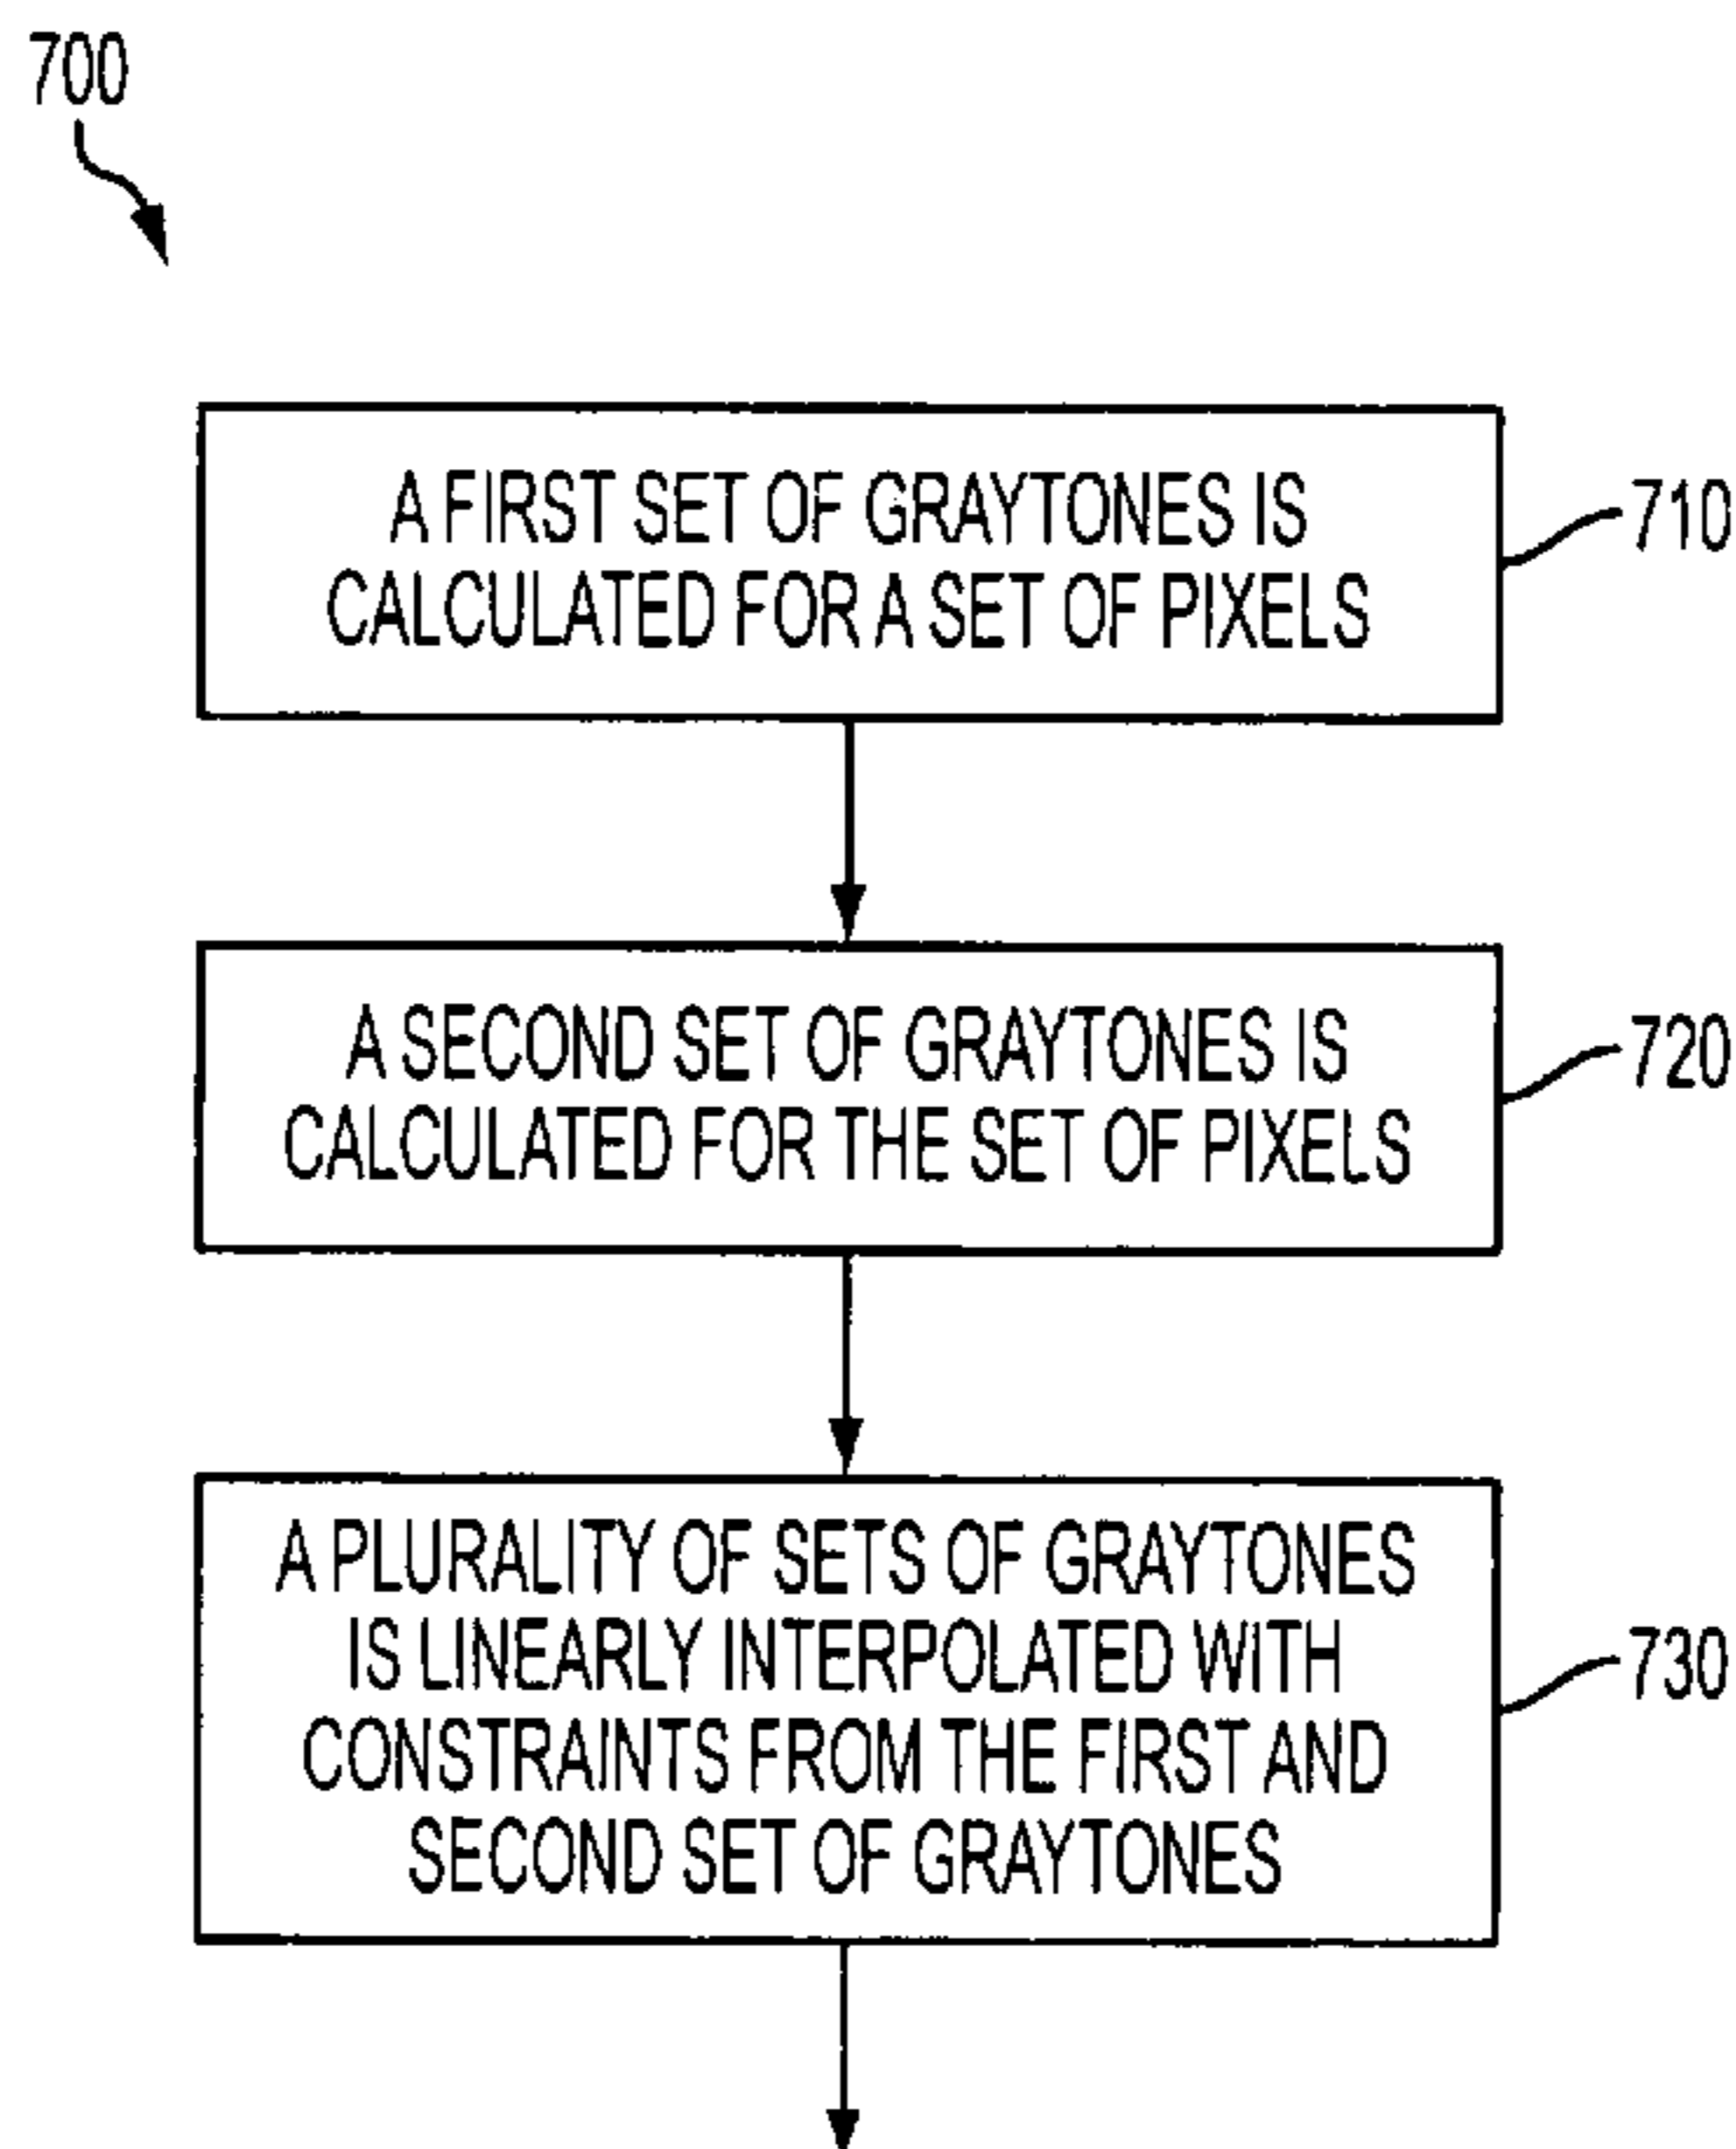 700
A FIRST SET OF GRAYTONES IS
CALCULATED FOR A SET OF PIXELS
710
A SECOND SET OF GRAYTONES IS
CALCULATED FOR THE SET OF PIXELS
720
A PLURALITY OF SETS OF GRAYTONES
IS LINEARLY INTERPOLATED WITH
CONSTRAINTS FROM THE FIRST AND
SECOND SET OF GRAYTONES
730